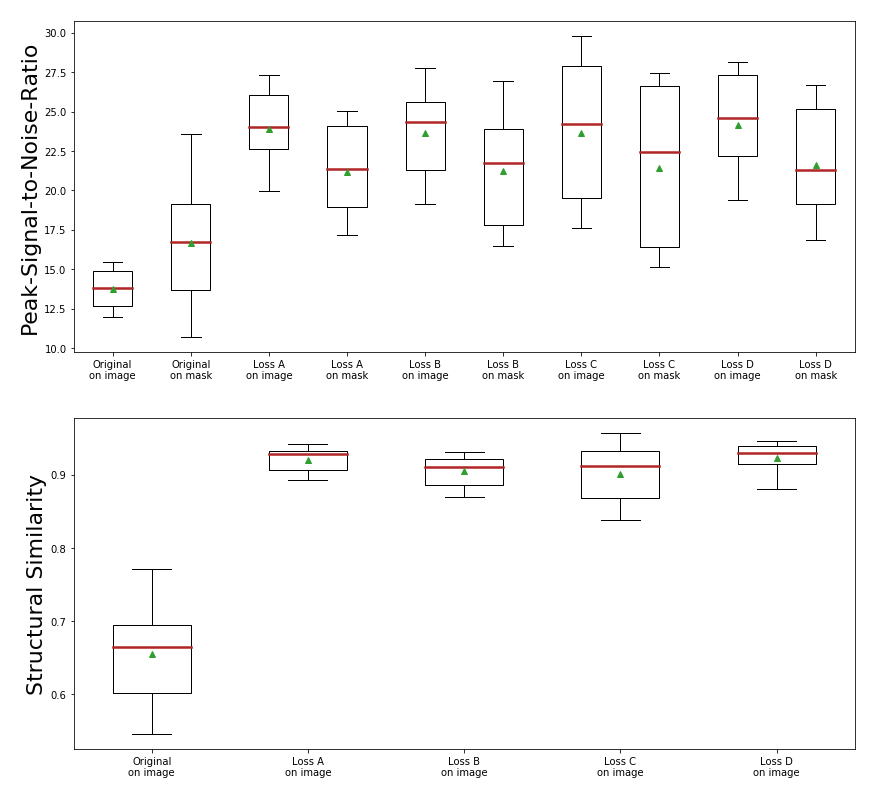 Peak-Signal-to-Noise-Ratio
30.0
27.5
25.0
22.5
20.0
17.5
15.0
12.5
10.0
Original on image
Original on mask
Loss A on image
Loss A on mask
Loss B on image
Loss B on mask
Loss C on image
Loss C on mask
Loss D on image
Loss D on mask
Structural Similarity
0.9
0.8
0.7
0.6
Original on image
Loss A on image
Loss B on image
Loss C on image
Loss D on image